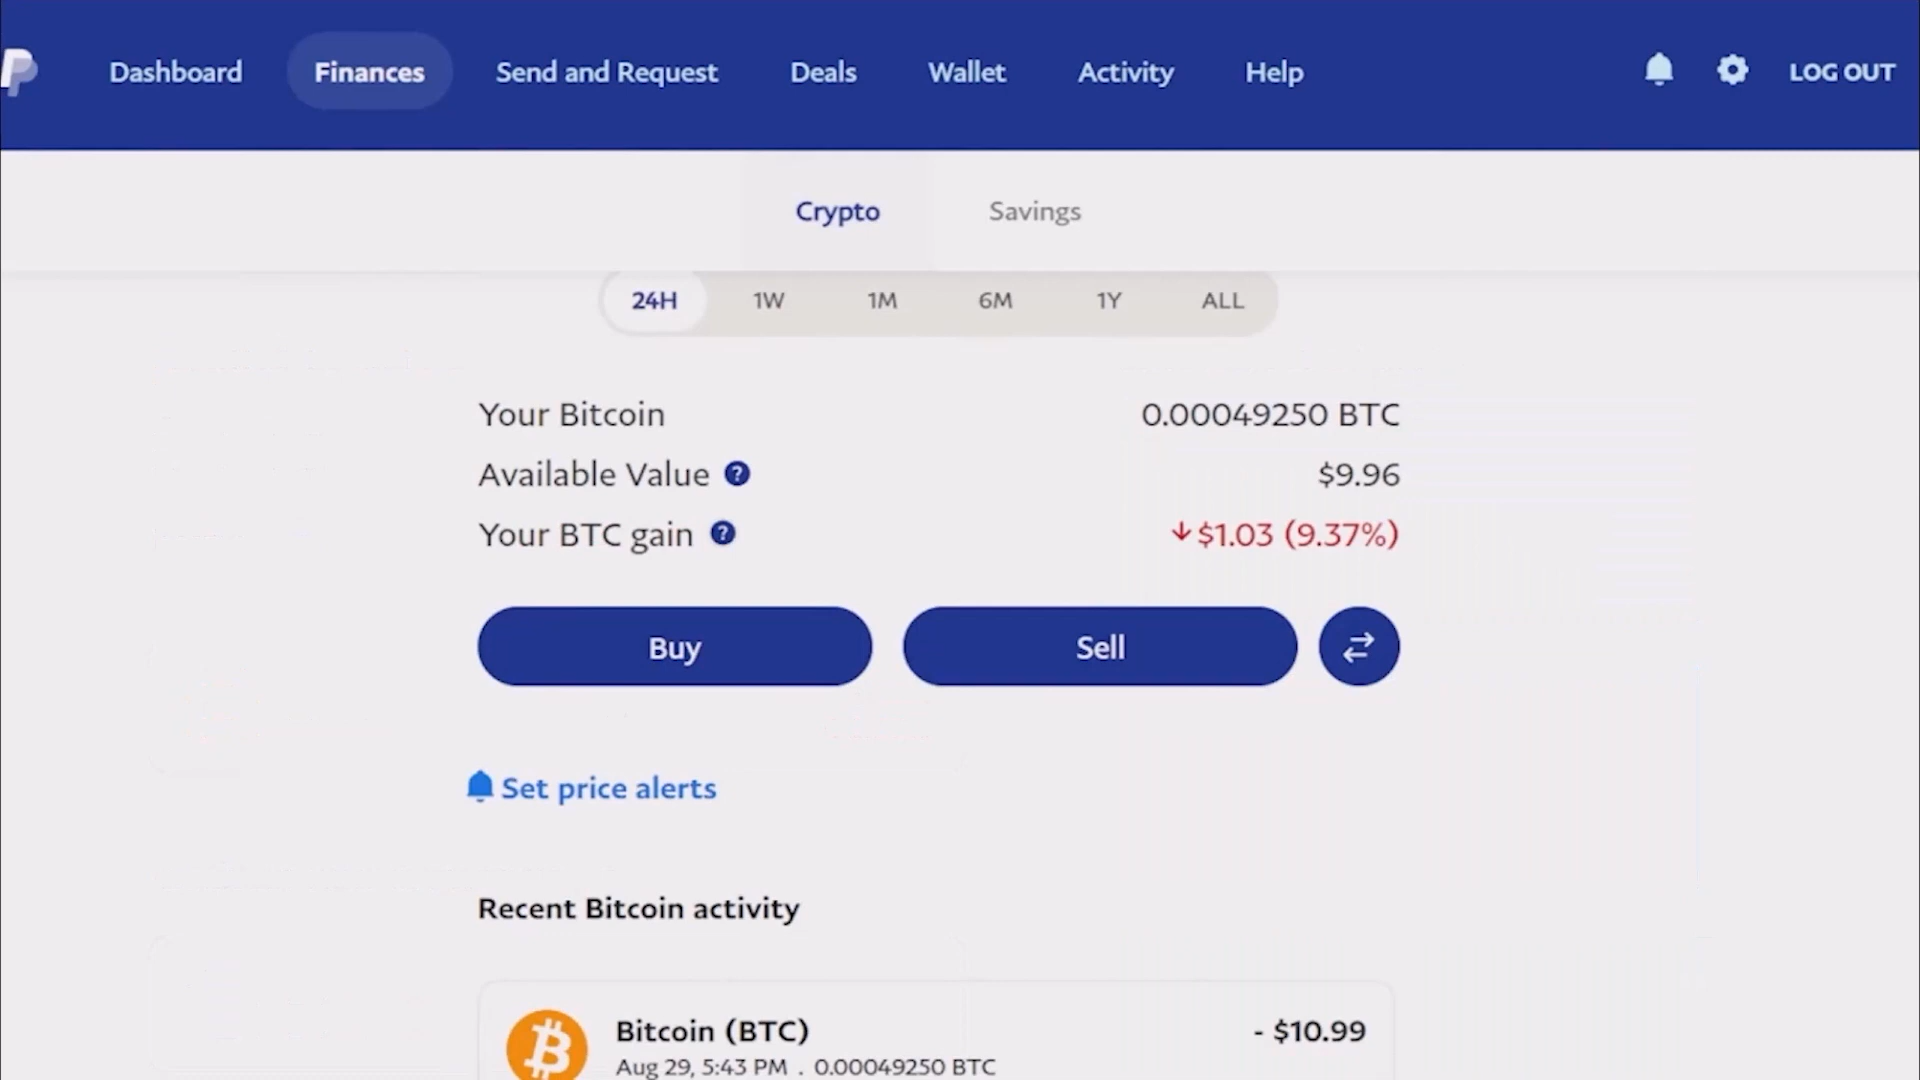 Dashboard Finances Send and Request Deals Wallet Activity Help LOG OUT
Crypto Savings
24H 1W 1M 6M 1Y ALL
Your Bitcoin 0.00049250 BTC
Available Value ? $9.96
Your BTC gain ? ↓$1.03 (9.37%)
Buy Sell
Set price alerts
Recent Bitcoin activity
Bitcoin (BTC) - $10.99
Aug 29, 5:43 PM . 0.00049250 BTC